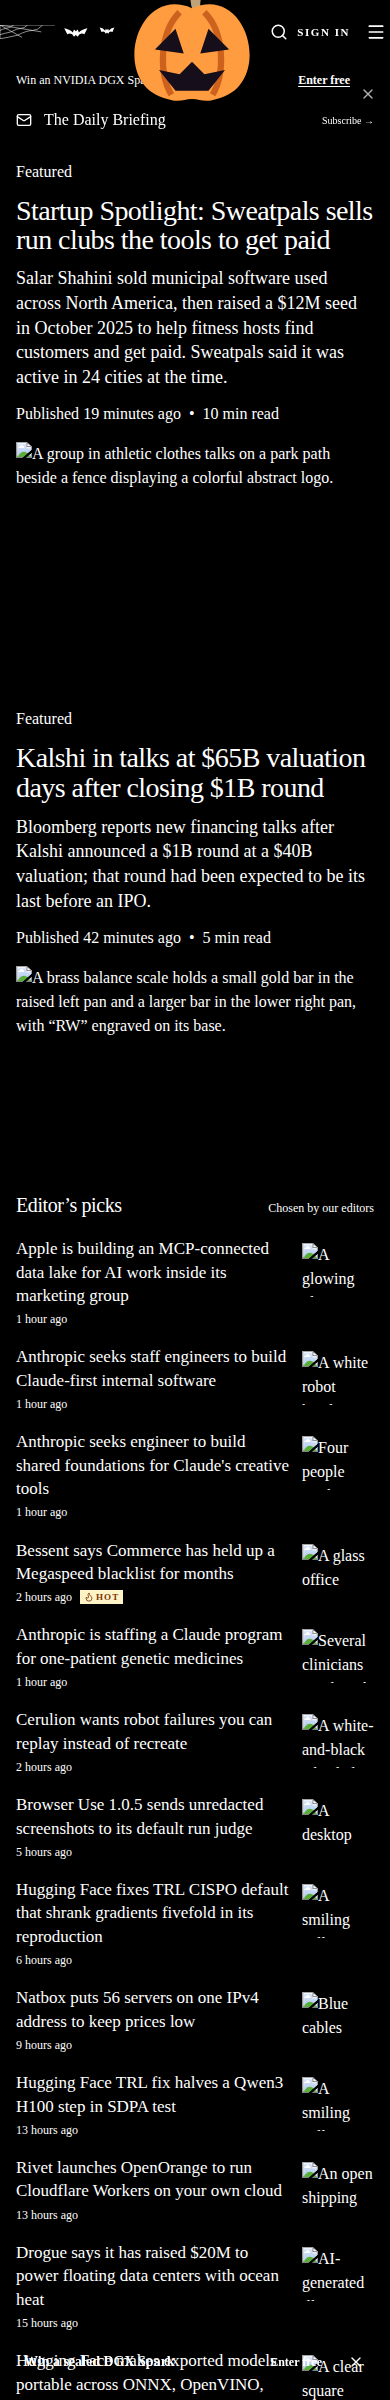 SIGN IN
Win an NVIDIA DGX
Enter free
The Daily Briefing
Subscribe →
Featured
Startup Spotlight: Sweatpals sells
run clubs the tools to get paid
Salar Shahini sold municipal software used
across North America, then raised a $12M seed
in October 2025 to help fitness hosts find
customers and get paid. Sweatpals said it was
active in 24 cities at the time.
Published 19 minutes ago • 10 min read
A group in athletic clothes talks on a park path
beside a fence displaying a colorful abstract logo.
Featured
Kalshi in talks at $65B valuation
days after closing $1B round
Bloomberg reports new financing talks after
Kalshi announced a $1B round at a $40B
valuation; that round had been expected to be its
last before an IPO.
Published 42 minutes ago • 5 min read
A brass balance scale holds a small gold bar in the
raised left pan and a larger bar in the lower right pan,
with “RW” engraved on its base.
Editor’s picks
Chosen by our editors
Apple is building an MCP-connected
data lake for AI work inside its
marketing group
1 hour ago
A
glowing
Anthropic seeks staff engineers to build
Claude-first internal software
1 hour ago
A white
robot
Anthropic seeks engineer to build
shared foundations for Claude's creative
tools
1 hour ago
Four
people
Bessent says Commerce has held up a
Megaspeed blacklist for months
2 hours ago HOT
A glass
office
Anthropic is staffing a Claude program
for one-patient genetic medicines
1 hour ago
Several
clinicians
Cerulion wants robot failures you can
replay instead of recreate
2 hours ago
A white-
and-black
Browser Use 1.0.5 sends unredacted
screenshots to its default run judge
5 hours ago
A
desktop
Hugging Face fixes TRL CISPO default
that shrank gradients fivefold in its
reproduction
6 hours ago
A
smiling
Natbox puts 56 servers on one IPv4
address to keep prices low
9 hours ago
Blue
cables
Hugging Face TRL fix halves a Qwen3
H100 step in SDPA test
13 hours ago
A
smiling
Rivet launches OpenOrange to run
Cloudflare Workers on your own cloud
13 hours ago
An open
shipping
Drogue says it has raised $20M to
power floating data centers with ocean
heat
15 hours ago
AI-
generated
Hugging Face makes exported models
portable across ONNX, OpenVINO,
A clear
square
Win a sealed DGX Spark
Enter free